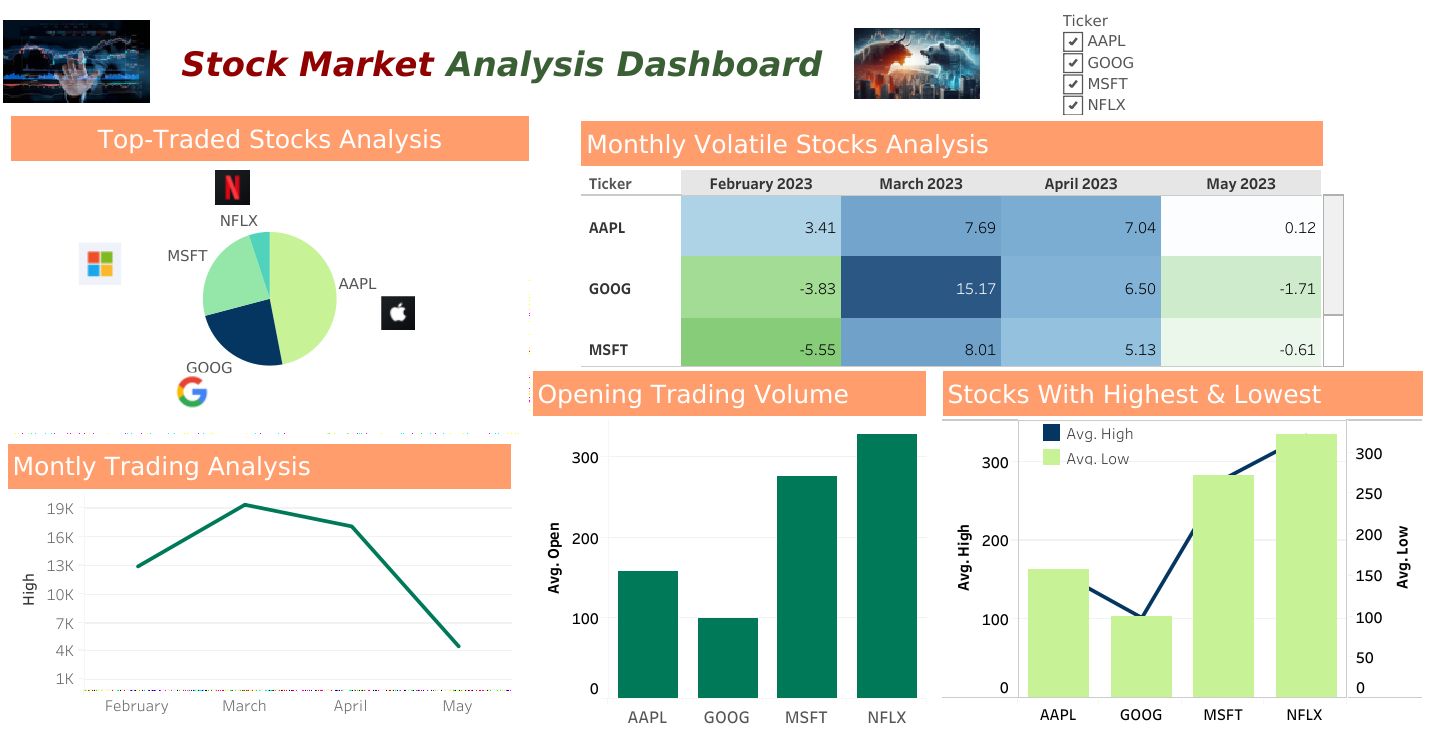 Stock Market Analysis Dashboard
Ticker
AAPL
GOOG
MSFT
NFLX
Top-Traded Stocks Analysis
NFLX
MSFT
AAPL
GOOG
Monthly Volatile Stocks Analysis
Ticker February 2023 March 2023 April 2023 May 2023
AAPL 3.41 7.69 7.04 0.12
GOOG -3.83 15.17 6.50 -1.71
MSFT -5.55 8.01 5.13 -0.61
Montly Trading Analysis
High
19K
16K
13K
10K
7K
4K
1K
February March April May
Opening Trading Volume
Avg. Open
300
200
100
0
AAPL GOOG MSFT NFLX
Stocks With Highest & Lowest
Avg. High
Avg. Low
Avg. High
300
200
100
0
300
250
200
150
100
50
0
Avg. Low
AAPL GOOG MSFT NFLX